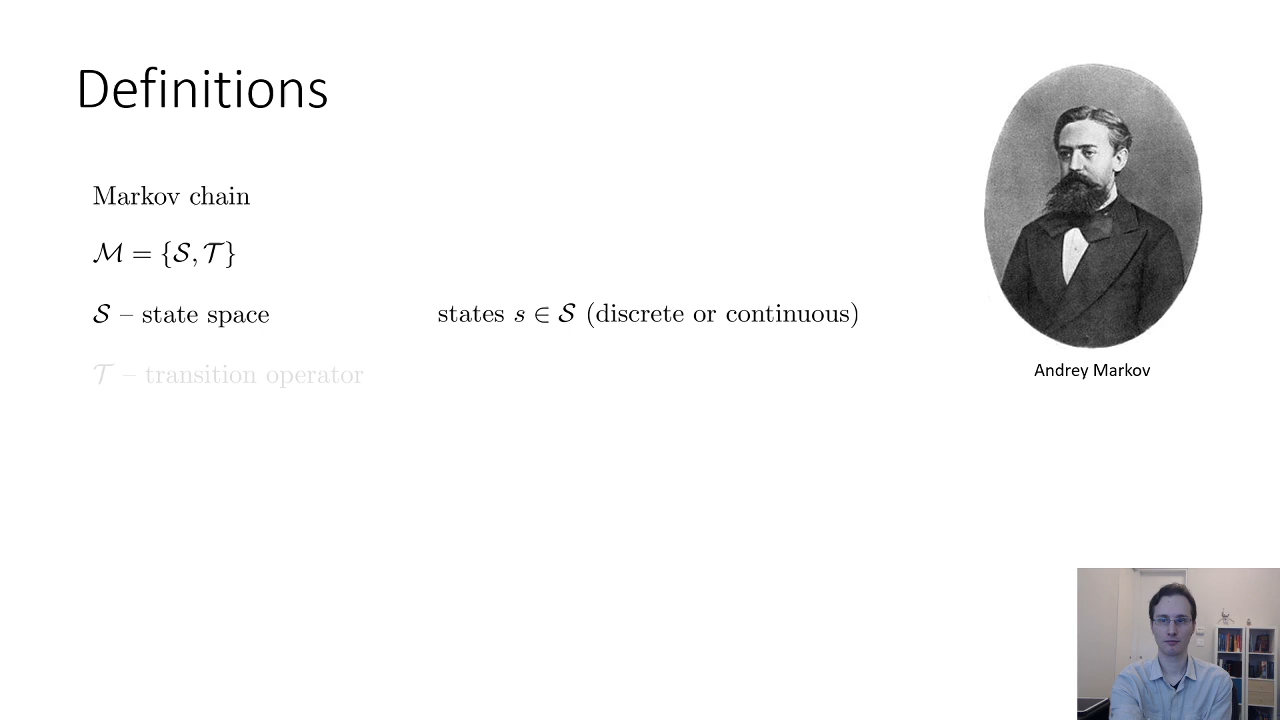 Definitions
Markov chain
ℳ = {𝒮, 𝒯}
𝒮 – state space
states s ∈ 𝒮 (discrete or continuous)
𝒯 – transition operator
Andrey Markov